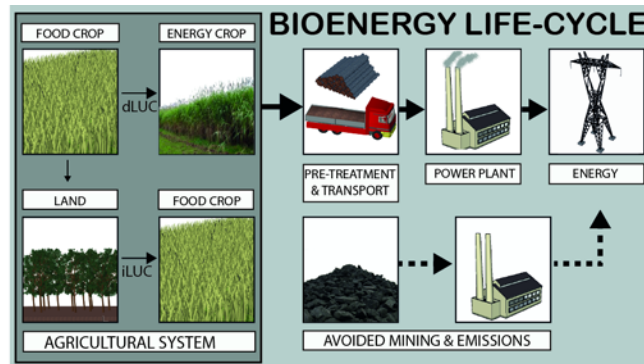 BIOENERGY LIFE-CYCLE
FOOD CROP
ENERGY CROP
dLUC
LAND
FOOD CROP
iLUC
AGRICULTURAL SYSTEM
PRE-TREATMENT
& TRANSPORT
POWER PLANT
ENERGY
AVOIDED MINING & EMISSIONS